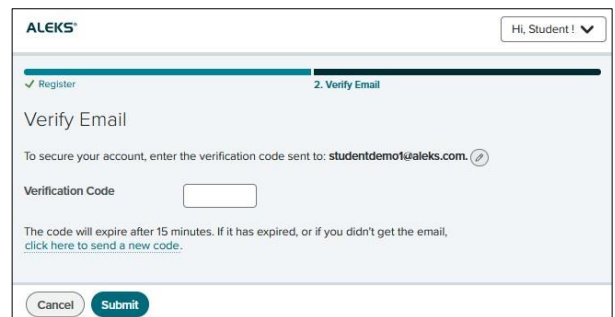 ALEKS®
Hi, Student !
✓ Register
2. Verify Email
Verify Email
To secure your account, enter the verification code sent to: studentdemo1@aleks.com.
Verification Code
The code will expire after 15 minutes. If it has expired, or if you didn't get the email,
click here to send a new code.
Cancel
Submit